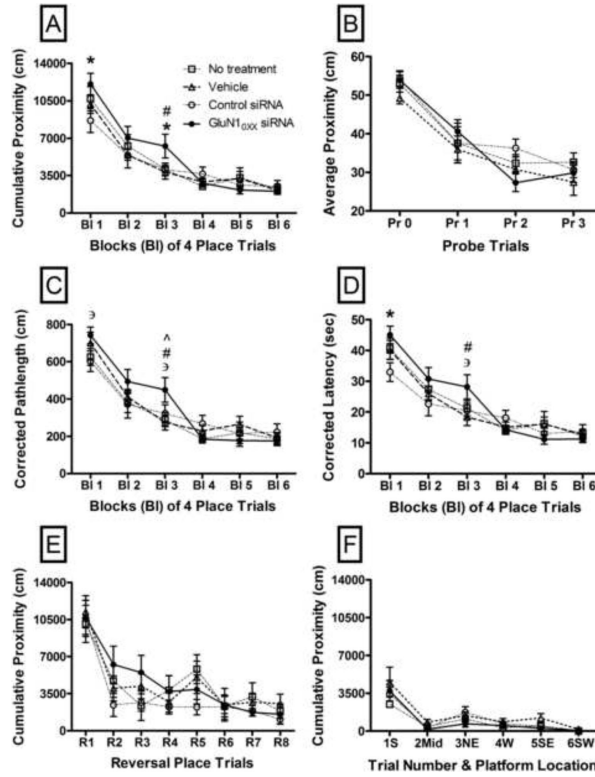 A
Cumulative Proximity (cm)
14000
10500
7000
3500
0
*
#
*
No treatment
Vehicle
Control siRNA
GluN1₀XX siRNA
Bl 1
Bl 2
Bl 3
Bl 4
Bl 5
Bl 6
Blocks (Bl) of 4 Place Trials
B
Average Proximity (cm)
60
50
40
30
20
Pr 0
Pr 1
Pr 2
Pr 3
Probe Trials
C
Corrected Pathlength (cm)
800
600
400
200
0
϶
^
#
϶
Bl 1
Bl 2
Bl 3
Bl 4
Bl 5
Bl 6
Blocks (Bl) of 4 Place Trials
D
Corrected Latency (sec)
60
50
40
30
20
10
0
*
#
϶
Bl 1
Bl 2
Bl 3
Bl 4
Bl 5
Bl 6
Blocks (Bl) of 4 Place Trials
E
Cumulative Proximity (cm)
14000
10500
7000
3500
0
R1
R2
R3
R4
R5
R6
R7
R8
Reversal Place Trials
F
Cumulative Proximity (cm)
14000
10500
7000
3500
0
1S
2Mid
3NE
4W
5SE
6SW
Trial Number & Platform Location